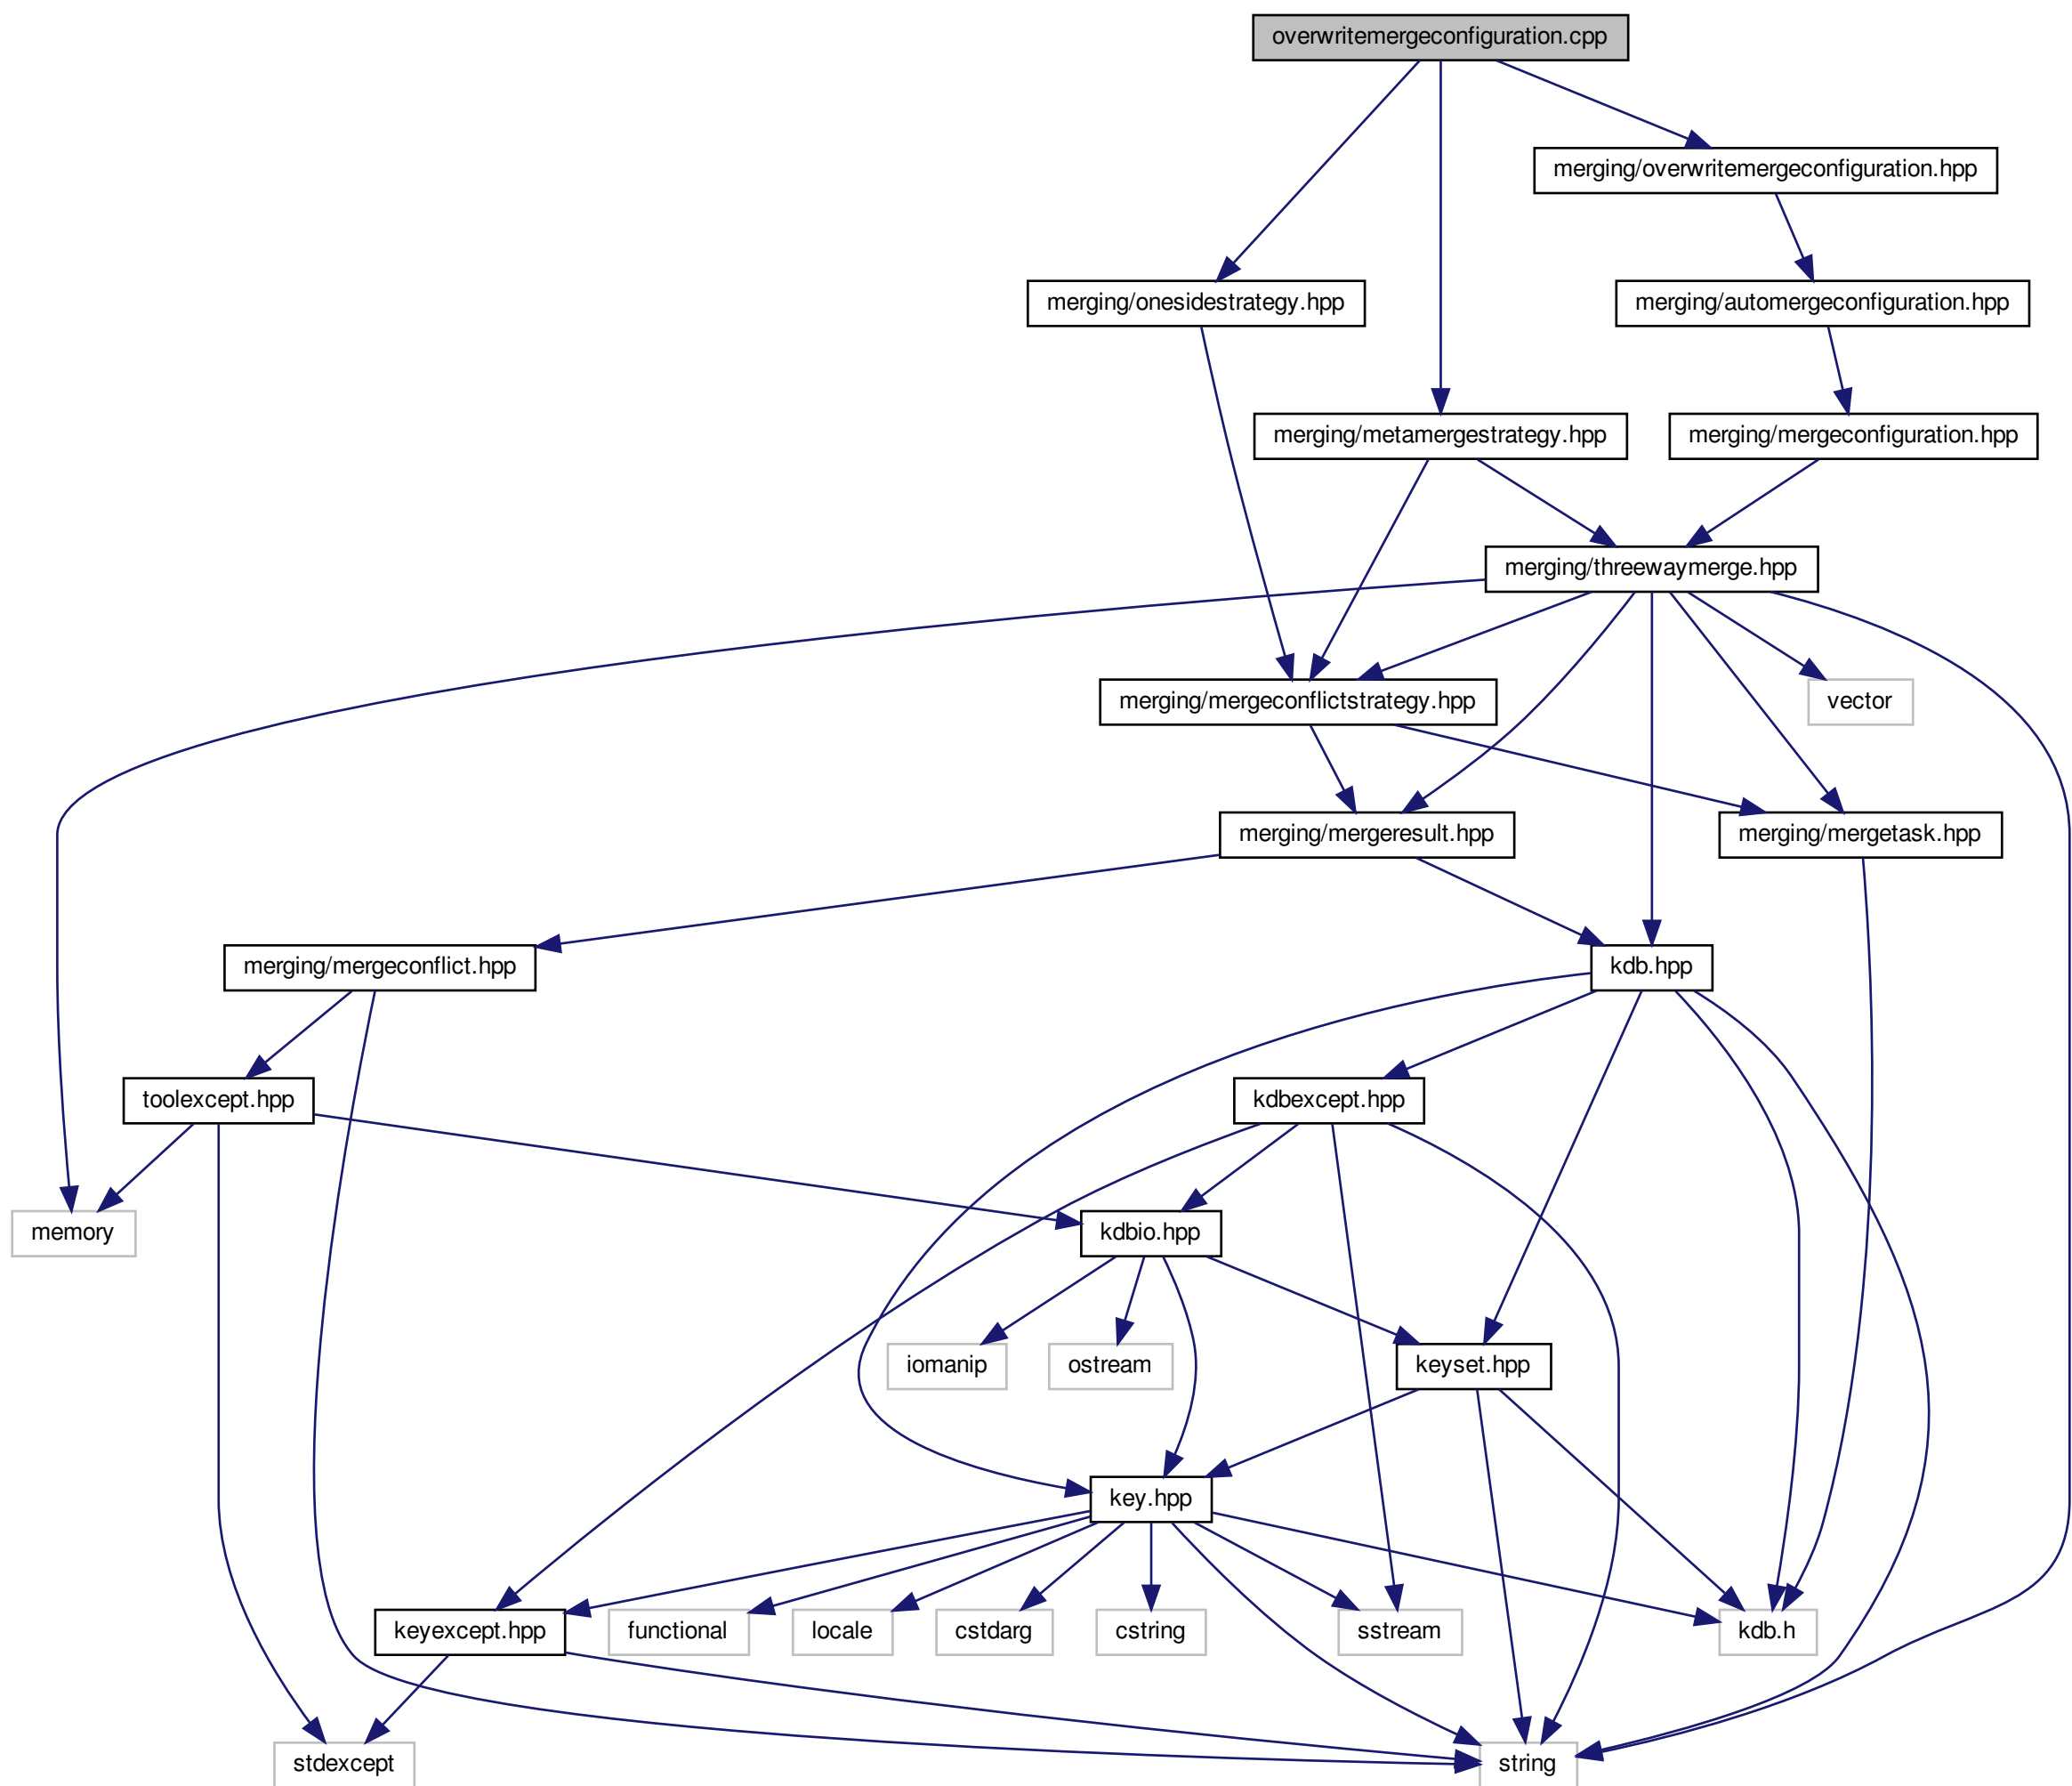 overwritemergeconfiguration.cpp
merging/overwritemergeconfiguration.hpp
merging/onesidestrategy.hpp
merging/automergeconfiguration.hpp
merging/metamergestrategy.hpp
merging/mergeconfiguration.hpp
merging/threewaymerge.hpp
merging/mergeconflictstrategy.hpp
vector
merging/mergeresult.hpp
merging/mergetask.hpp
merging/mergeconflict.hpp
kdb.hpp
toolexcept.hpp
kdbexcept.hpp
memory
kdbio.hpp
iomanip
ostream
keyset.hpp
key.hpp
keyexcept.hpp
functional
locale
cstdarg
cstring
sstream
kdb.h
stdexcept
string